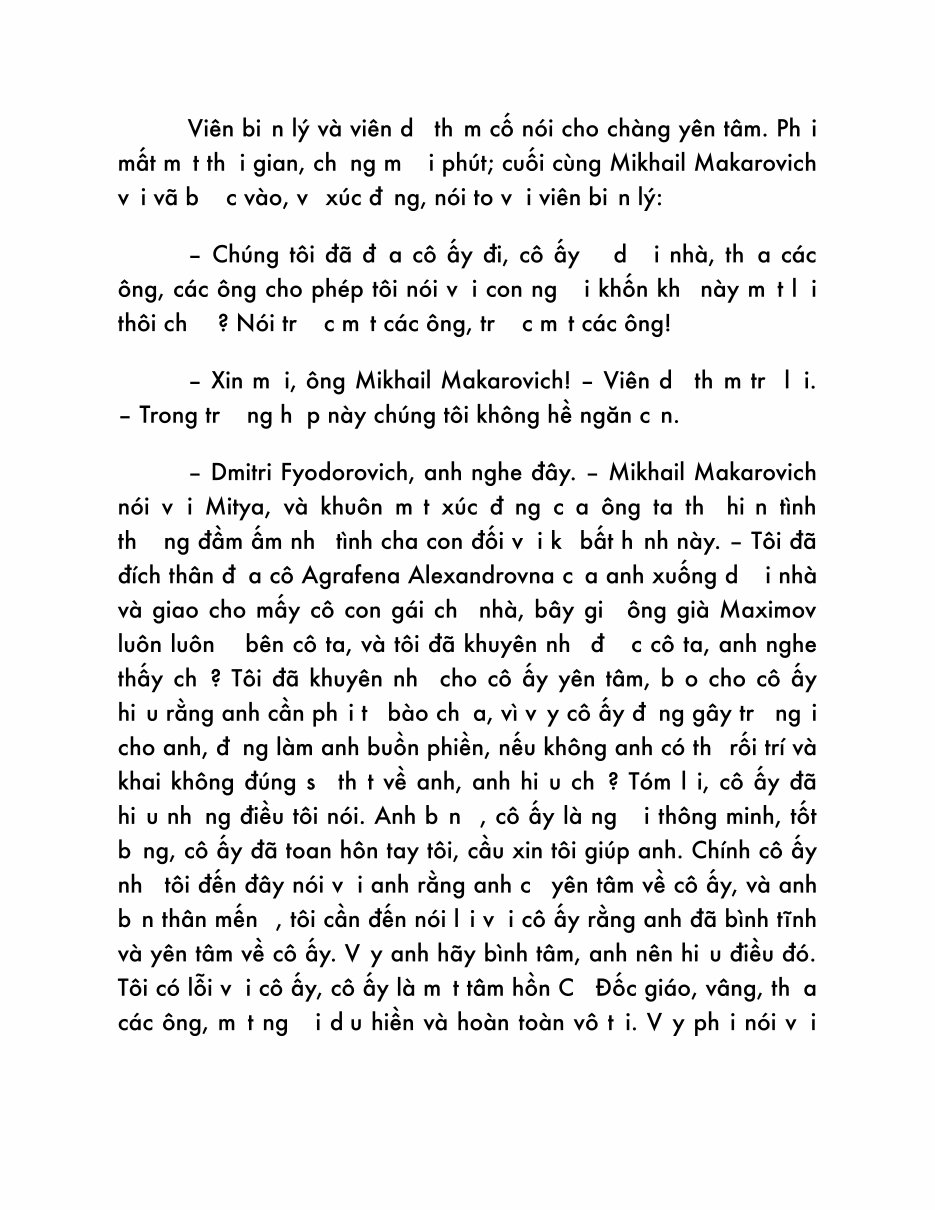 Viên bi n lý và viên d  th m cố nói cho chàng yên tâm. Ph i
mất m t th i gian, ch ng m  i phút; cuối cùng Mikhail Makarovich
v i vã b  c vào, v  xúc đ ng, nói to v i viên bi n lý:
– Chúng tôi đã đ a cô ấy đi, cô ấy   d  i nhà, th a các
ông, các ông cho phép tôi nói v i con ng  i khốn kh  này m t l i
thôi ch  ? Nói tr  c m t các ông, tr  c m t các ông!
– Xin m i, ông Mikhail Makarovich! – Viên d  th m tr  l i.
– Trong tr  ng h p này chúng tôi không hề ngăn c n.
– Dmitri Fyodorovich, anh nghe đây. – Mikhail Makarovich
nói v i Mitya, và khuôn m t xúc đ ng c a ông ta th  hi n tình
th  ng đầm ấm nh  tình cha con đối v i k  bất h nh này. – Tôi đã
đích thân đ a cô Agrafena Alexandrovna c a anh xuống d  i nhà
và giao cho mấy cô con gái ch  nhà, bây gi  ông già Maximov
luôn luôn   bên cô ta, và tôi đã khuyên nh  đ  c cô ta, anh nghe
thấy ch ? Tôi đã khuyên nh  cho cô ấy yên tâm, b o cho cô ấy
hi u rằng anh cần ph i t  bào ch a, vì v y cô ấy đ ng gây tr  ng i
cho anh, đ ng làm anh buồn phiền, nếu không anh có th  rối trí và
khai không đúng s  th t về anh, anh hi u ch ? Tóm l i, cô ấy đã
hi u nh ng điều tôi nói. Anh b n  , cô ấy là ng  i thông minh, tốt
b ng, cô ấy đã toan hôn tay tôi, cầu xin tôi giúp anh. Chính cô ấy
nh  tôi đến đây nói v i anh rằng anh c  yên tâm về cô ấy, và anh
b n thân mến  , tôi cần đến nói l i v i cô ấy rằng anh đã bình tĩnh
và yên tâm về cô ấy. V y anh hãy bình tâm, anh nên hi u điều đó.
Tôi có lỗi v i cô ấy, cô ấy là m t tâm hồn C  Đốc giáo, vâng, th a
các ông, m t ng  i d u hiền và hoàn toàn vô t i. V y ph i nói v i